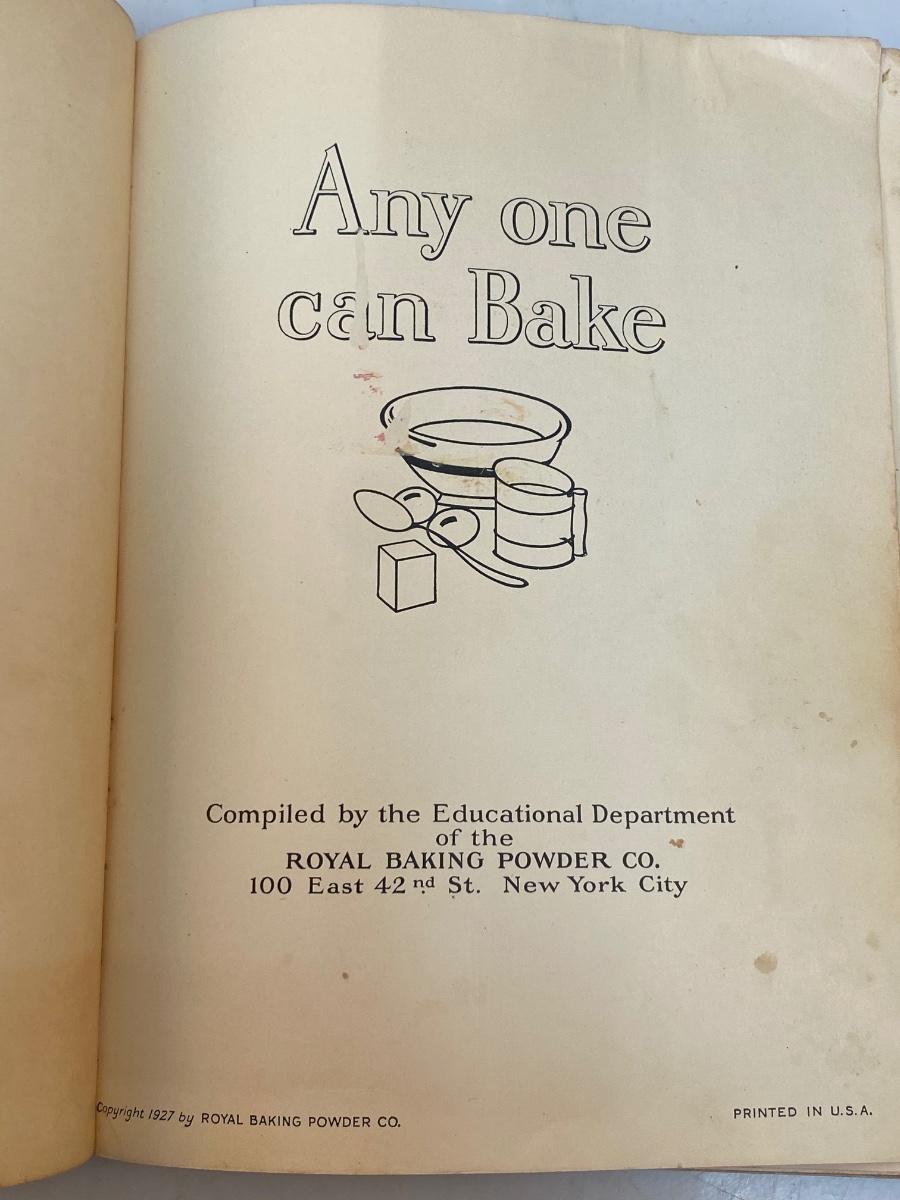 Any one
can Bake
Compiled by the Educational Department
of the
ROYAL BAKING POWDER CO.
100 East 42nd St. New York City
Copyright 1927 by ROYAL BAKING POWDER CO.
PRINTED IN U.S.A.